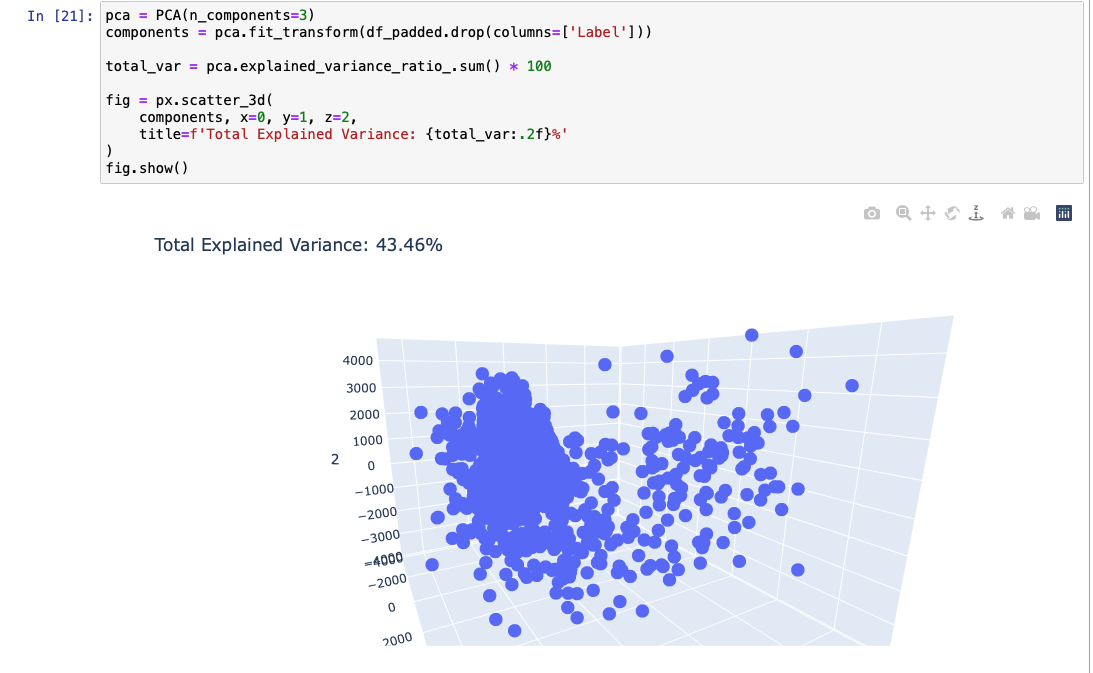 In [21]:
pca = PCA(n_components=3)
components = pca.fit_transform(df_padded.drop(columns=['Label']))
total_var = pca.explained_variance_ratio_.sum() * 100
fig = px.scatter_3d(
    components, x=0, y=1, z=2,
    title=f'Total Explained Variance: {total_var:.2f}%'
)
fig.show()
z
Total Explained Variance: 43.46%
4000
3000
2000
1000
2
0
−1000
−2000
−3000
−4000
−4000
−2000
0
2000